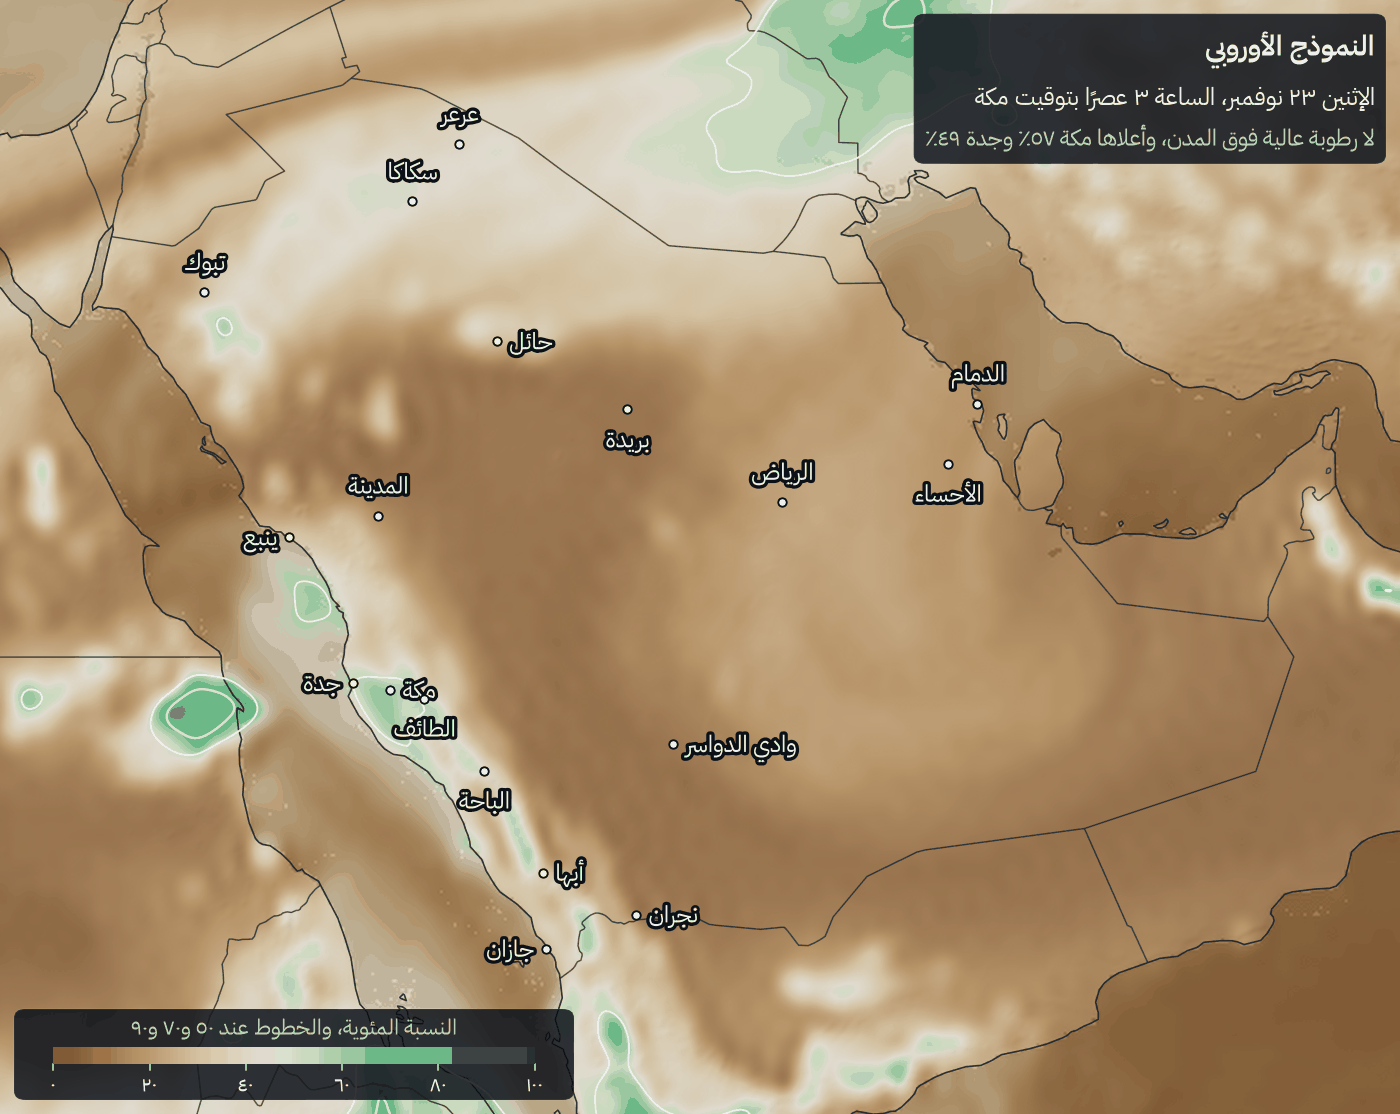 النموذج الأوروبي
الإثنين ٢٣ نوفمبر، الساعة ٣ عصرًا بتوقيت مكة
لا رطوبة عالية فوق المدن، وأعلاها مكة ٥٧٪ وجدة ٤٩٪
عرعر
سكاكا
تبوك
حائل
الدمام
بريدة
الرياض
الأحساء
المدينة
ينبع
جدة
مكة
الطائف
وادي الدواسر
الباحة
أبها
نجران
جازان
النسبة المئوية، والخطوط عند ٥٠ و٧٠ و٩٠
٠ ٢٠ ٤٠ ٦٠ ٨٠ ١٠٠